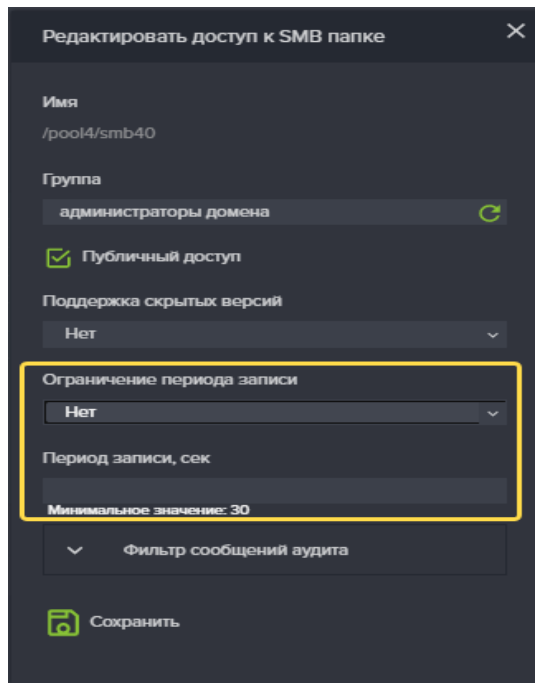 Редактировать доступ к SMB папке
Имя
/pool4/smb40
Группа
администраторы домена
Публичный доступ
Поддержка скрытых версий
Нет
Ограничение периода записи
Нет
Период записи, сек
Минимальное значение: 30
Фильтр сообщений аудита
Сохранить